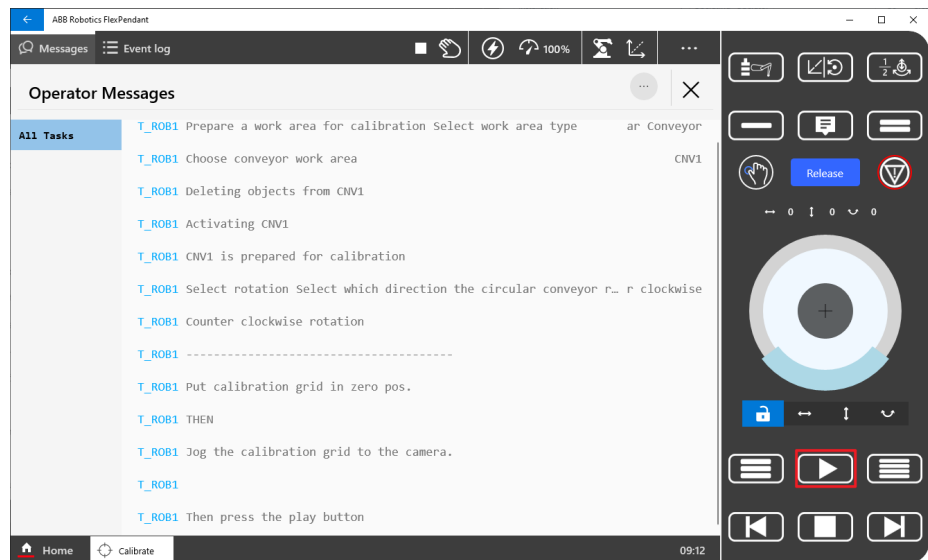 ABB Robotics FlexPendant
Messages Event log 100% ...
Operator Messages ...
All Tasks
T_ROB1 Prepare a work area for calibration Select work area type ar Conveyor
T_ROB1 Choose conveyor work area CNV1
T_ROB1 Deleting objects from CNV1
T_ROB1 Activating CNV1
T_ROB1 CNV1 is prepared for calibration
T_ROB1 Select rotation Select which direction the circular conveyor r… r clockwise
T_ROB1 Counter clockwise rotation
T_ROB1 ---------------------------------------
T_ROB1 Put calibration grid in zero pos.
T_ROB1 THEN
T_ROB1 Jog the calibration grid to the camera.
T_ROB1
T_ROB1 Then press the play button
Home Calibrate 09:12
1/2
Release
0 0 0